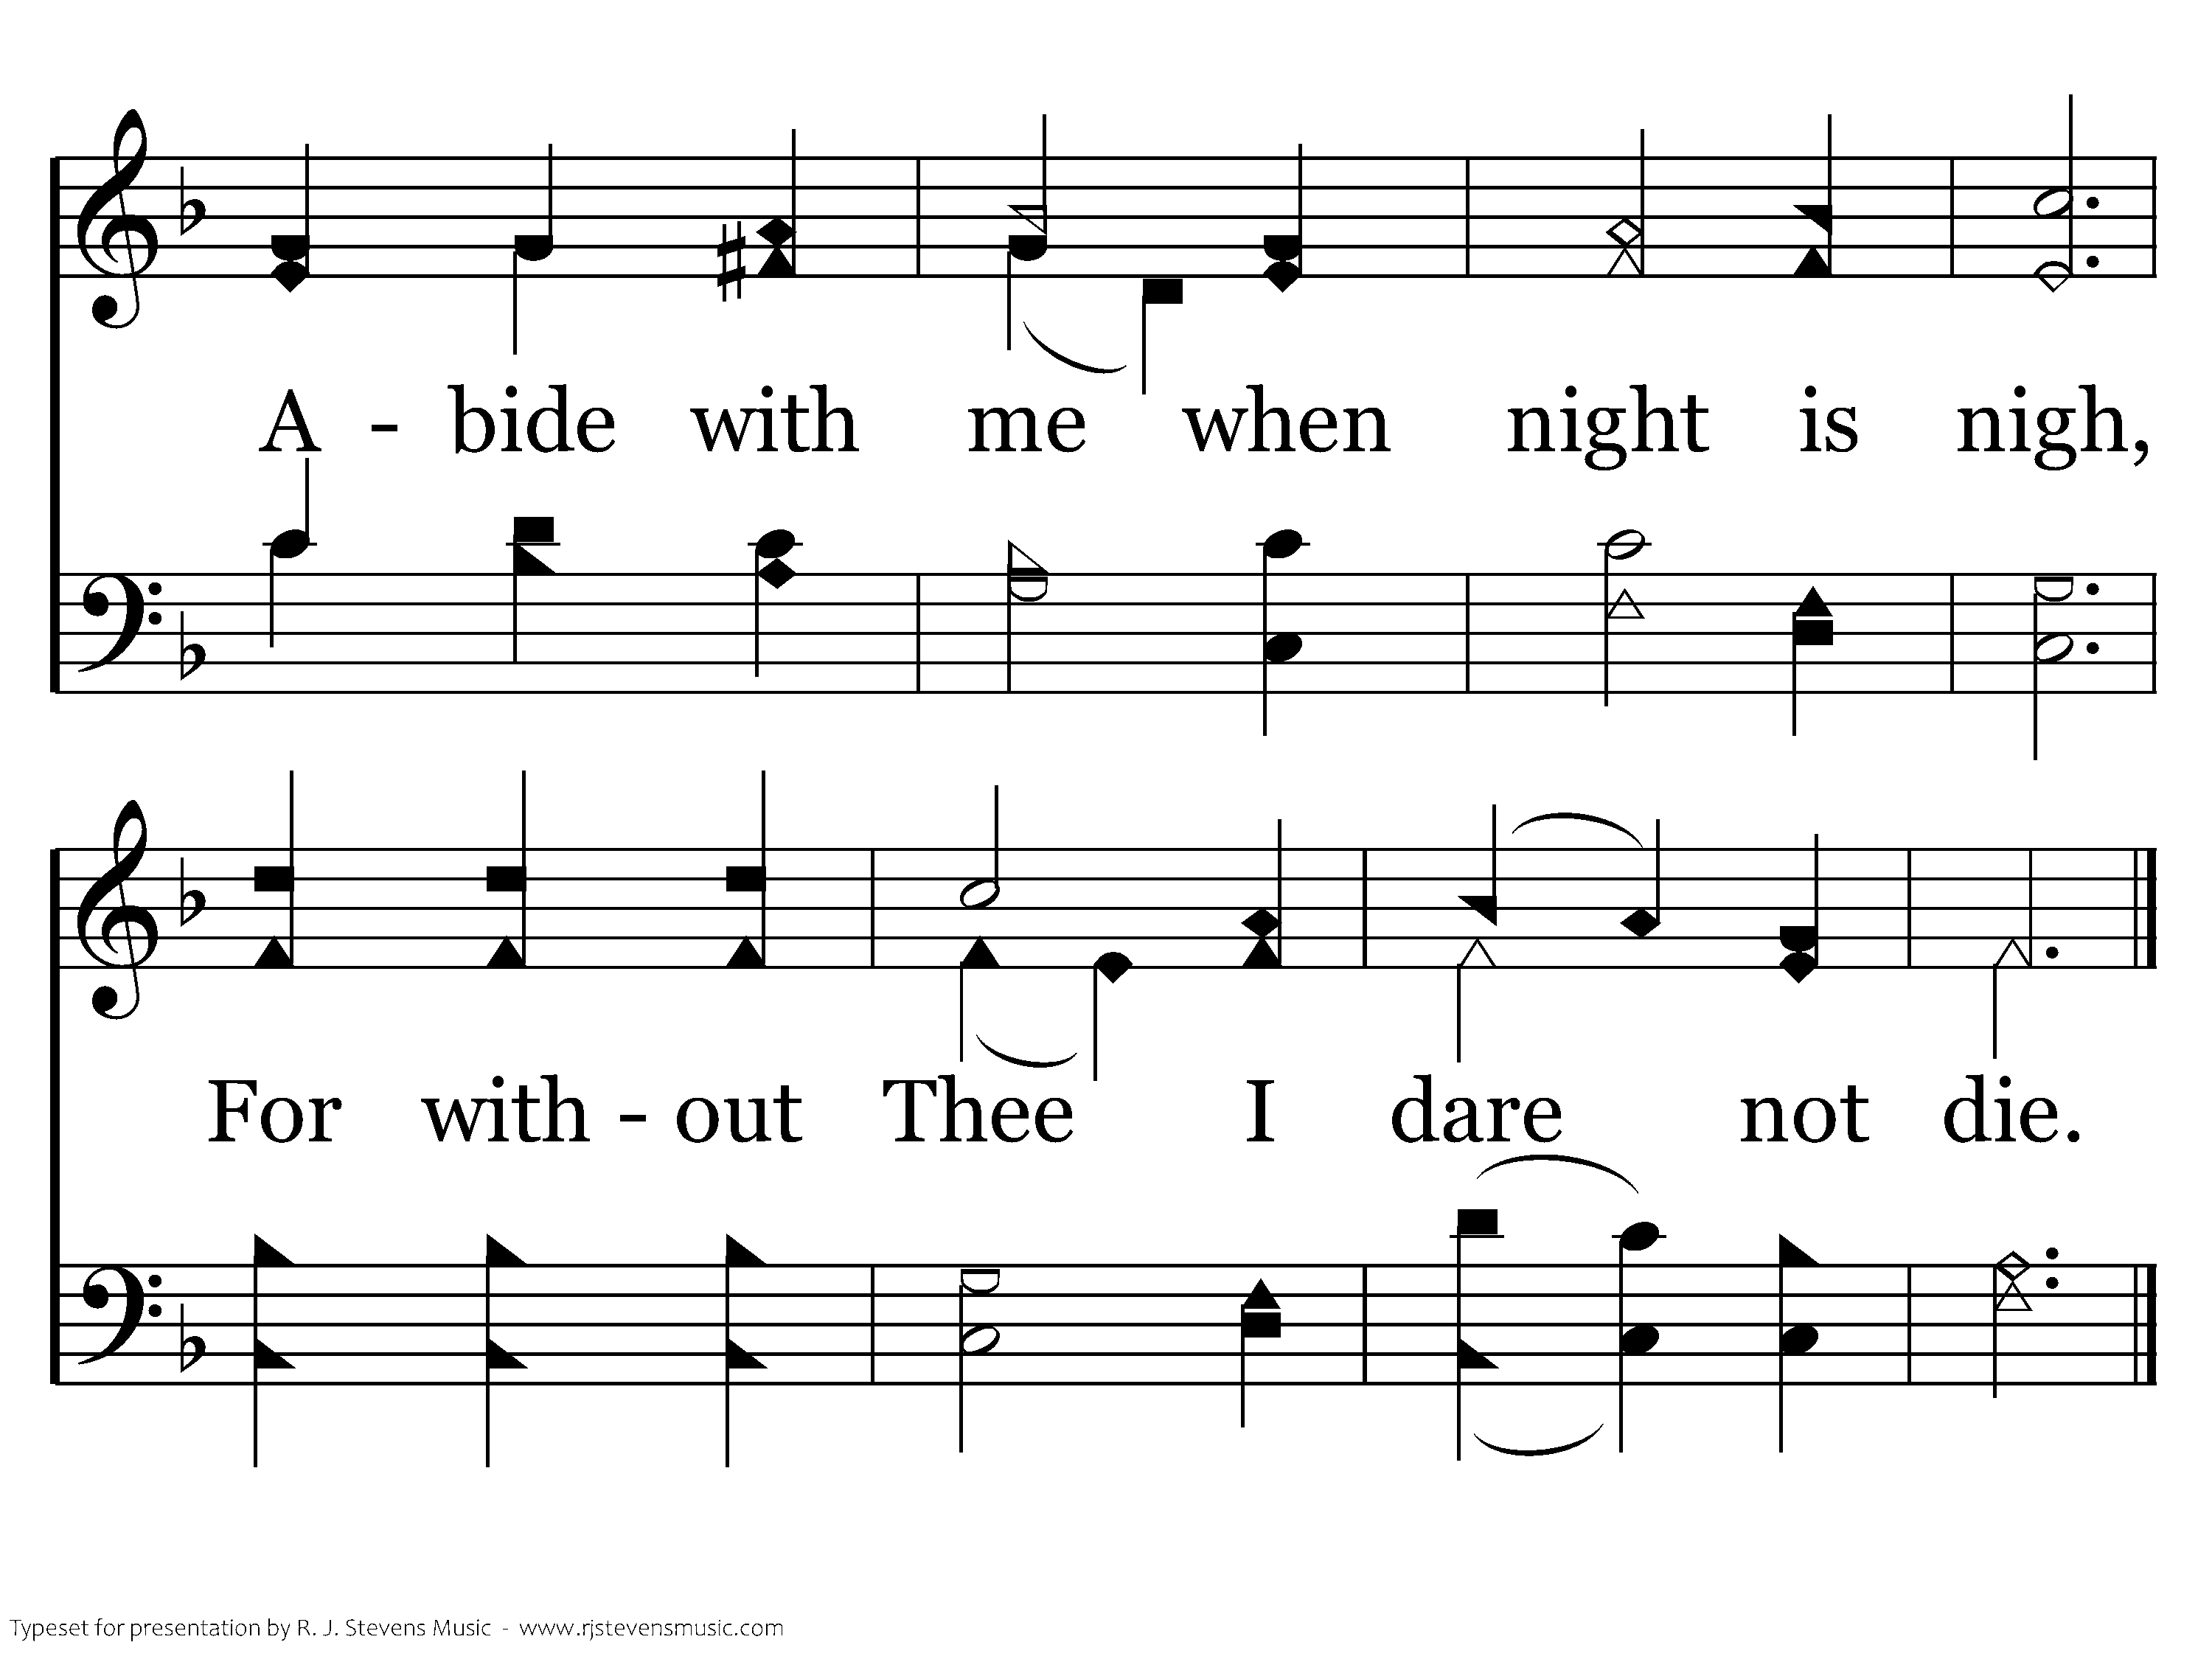 A - bide with me when night is nigh,
For with - out Thee I dare not die.
Typeset for presentation by R. J. Stevens Music - www.rjstevensmusic.com